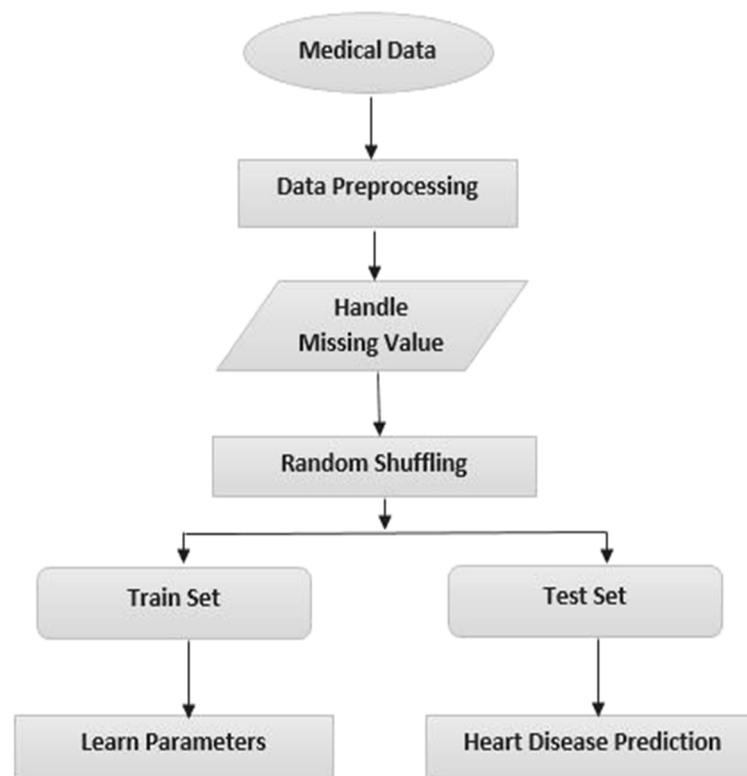 Medical Data
Data Preprocessing
Handle
Missing Value
Random Shuffling
Train Set
Test Set
Learn Parameters
Heart Disease Prediction